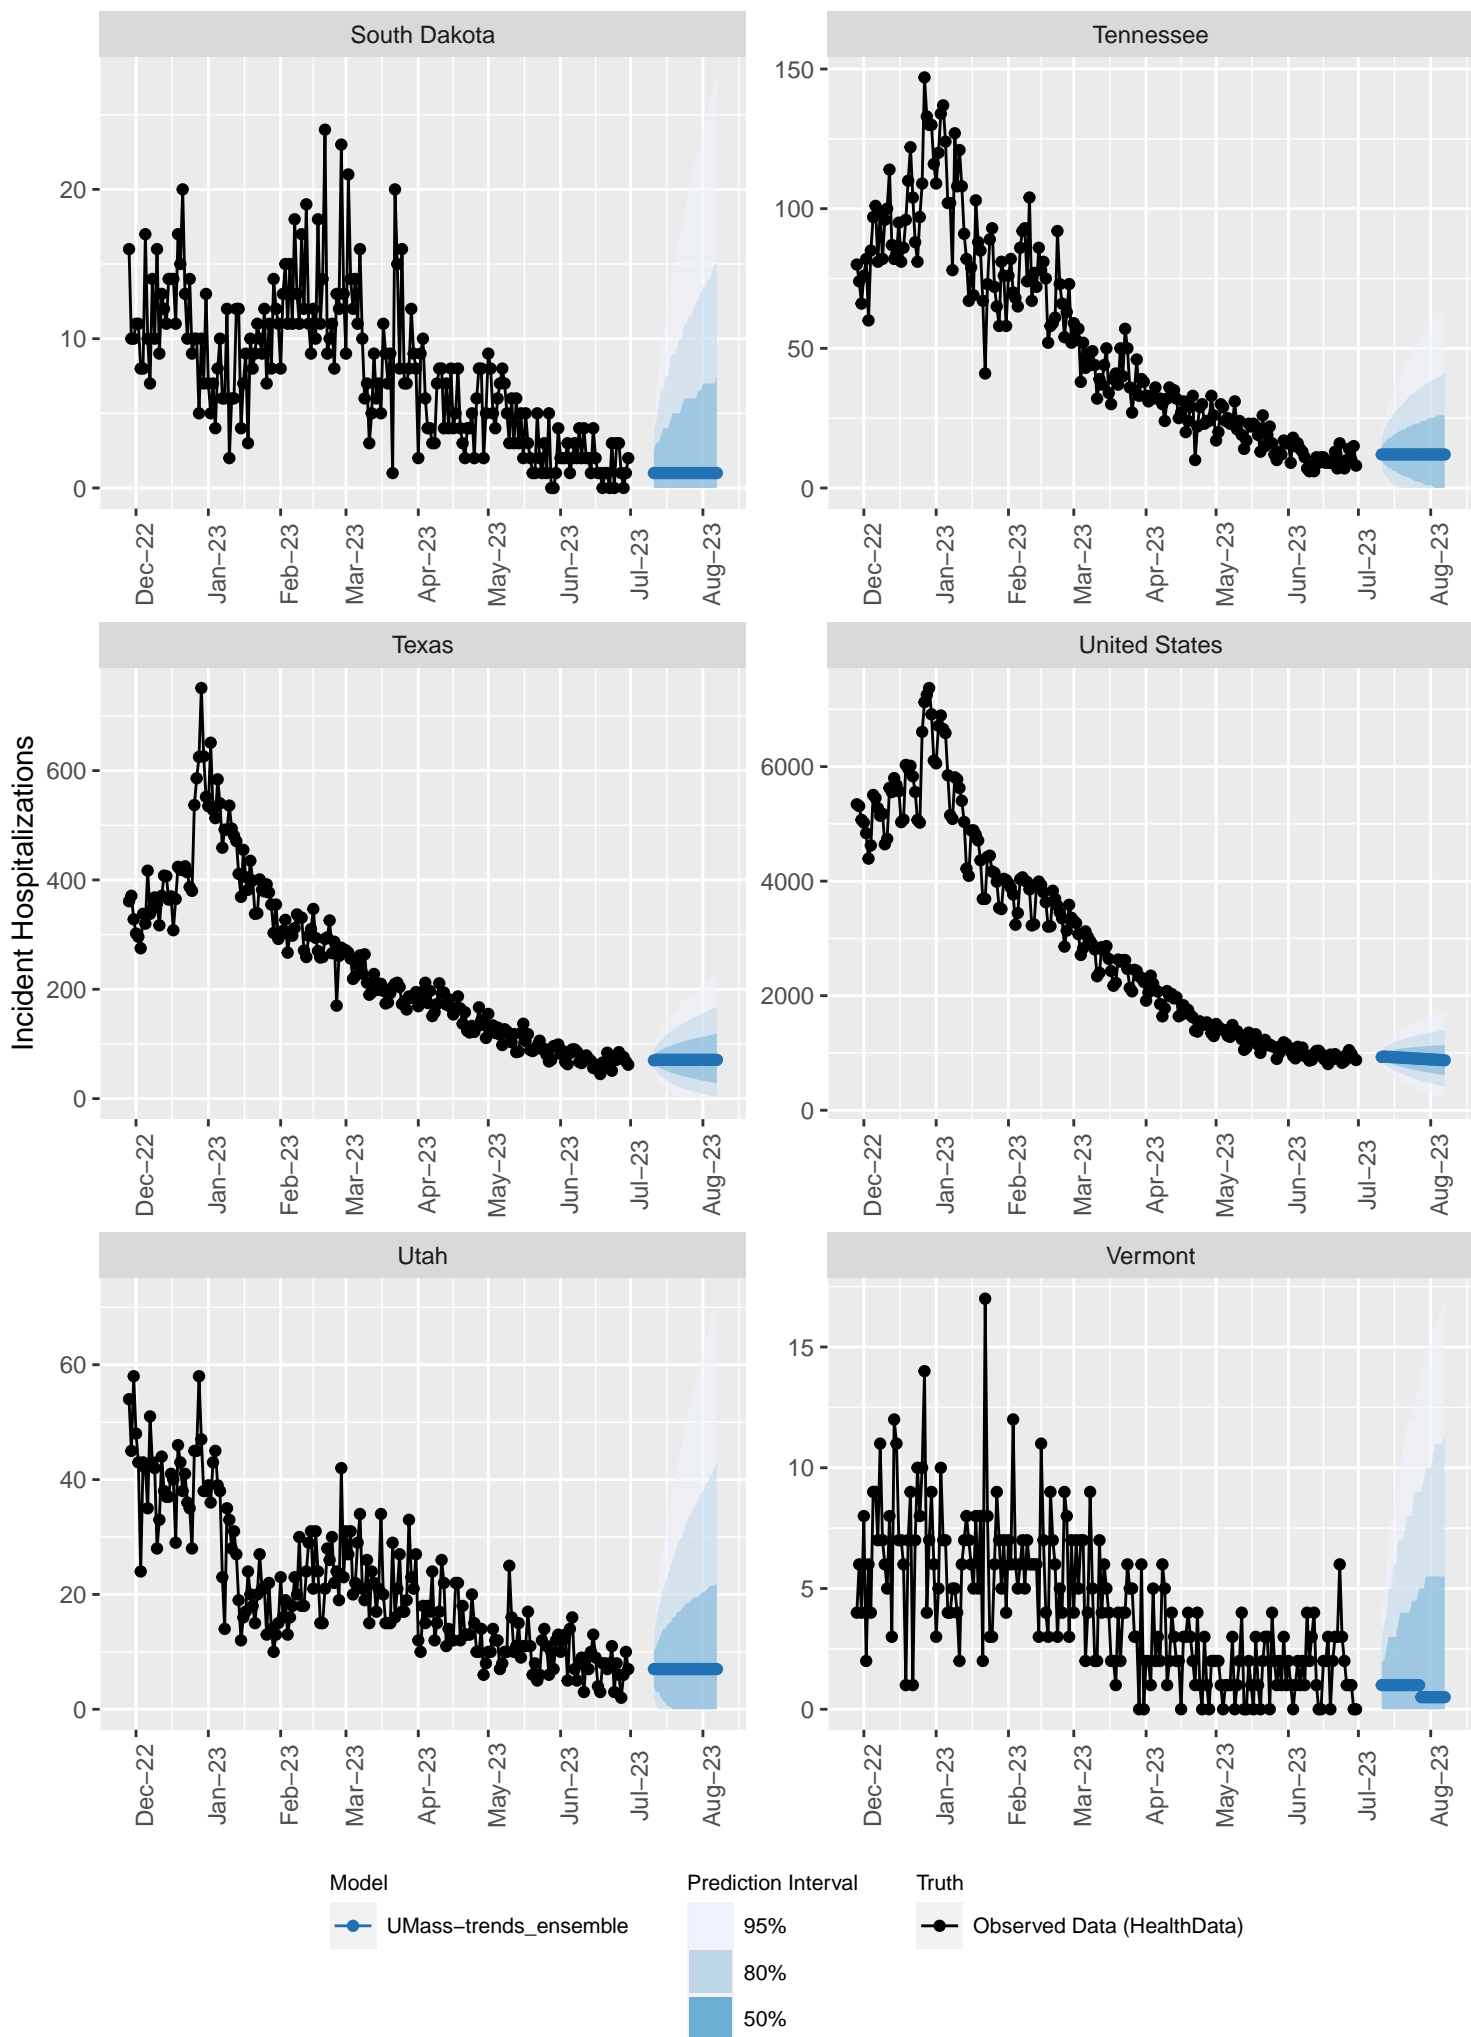 South Dakota
Tennessee
20
10
0
150
100
50
0
Dec–22
Jan–23
Feb–23
Mar–23
Apr–23
May–23
Jun–23
Jul–23
Aug–23
Dec–22
Jan–23
Feb–23
Mar–23
Apr–23
May–23
Jun–23
Jul–23
Aug–23
Texas
United States
Incident Hospitalizations
600
400
200
0
6000
4000
2000
0
Dec–22
Jan–23
Feb–23
Mar–23
Apr–23
May–23
Jun–23
Jul–23
Aug–23
Dec–22
Jan–23
Feb–23
Mar–23
Apr–23
May–23
Jun–23
Jul–23
Aug–23
Utah
Vermont
60
40
20
0
15
10
5
0
Dec–22
Jan–23
Feb–23
Mar–23
Apr–23
May–23
Jun–23
Jul–23
Aug–23
Dec–22
Jan–23
Feb–23
Mar–23
Apr–23
May–23
Jun–23
Jul–23
Aug–23
Model
UMass–trends_ensemble
Prediction Interval
95%
80%
50%
Truth
Observed Data (HealthData)